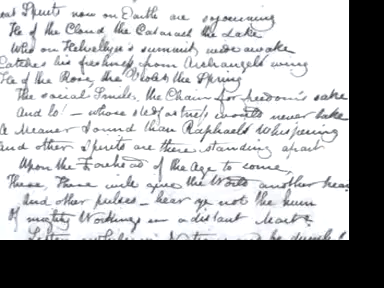 eat Spirits now on Earth are sojourning
He of the Cloud, the Cataract the Lake
Who on Helvellyn's summit wide awake
Catches his freshness from Archangels wing
He of the Rose, the Violet the Spring
The social Smile, the Chain for freedom's sake
And lo! — whose stedfastness would never take
A Meaner Sound than Raphaels Whispering
And other Spirits are there standing apart
Upon the Forehead of the Age to come,
These, These will give the World another heart
And other pulses — hear ye not the hum
Of mighty Workings in a distant Mart?